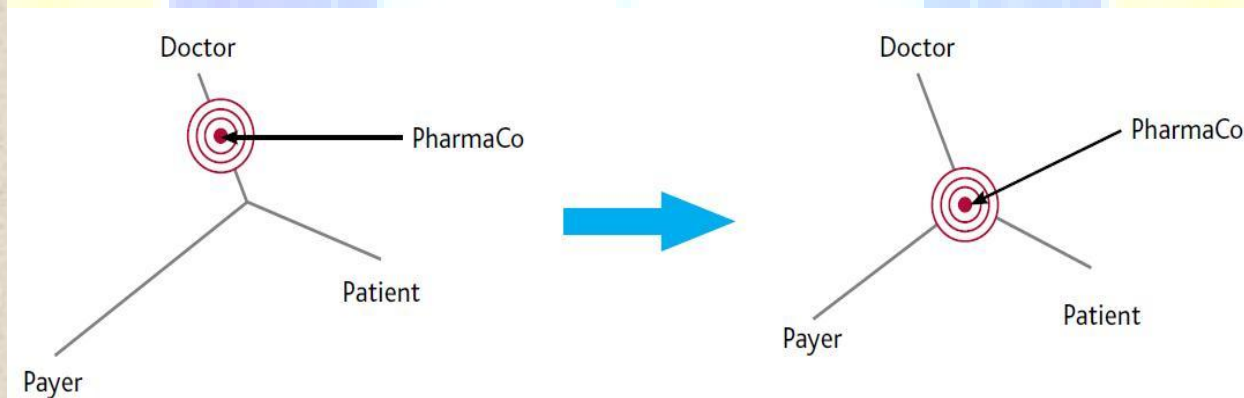 Doctor
PharmaCo
Patient
Payer
Doctor
PharmaCo
Patient
Payer